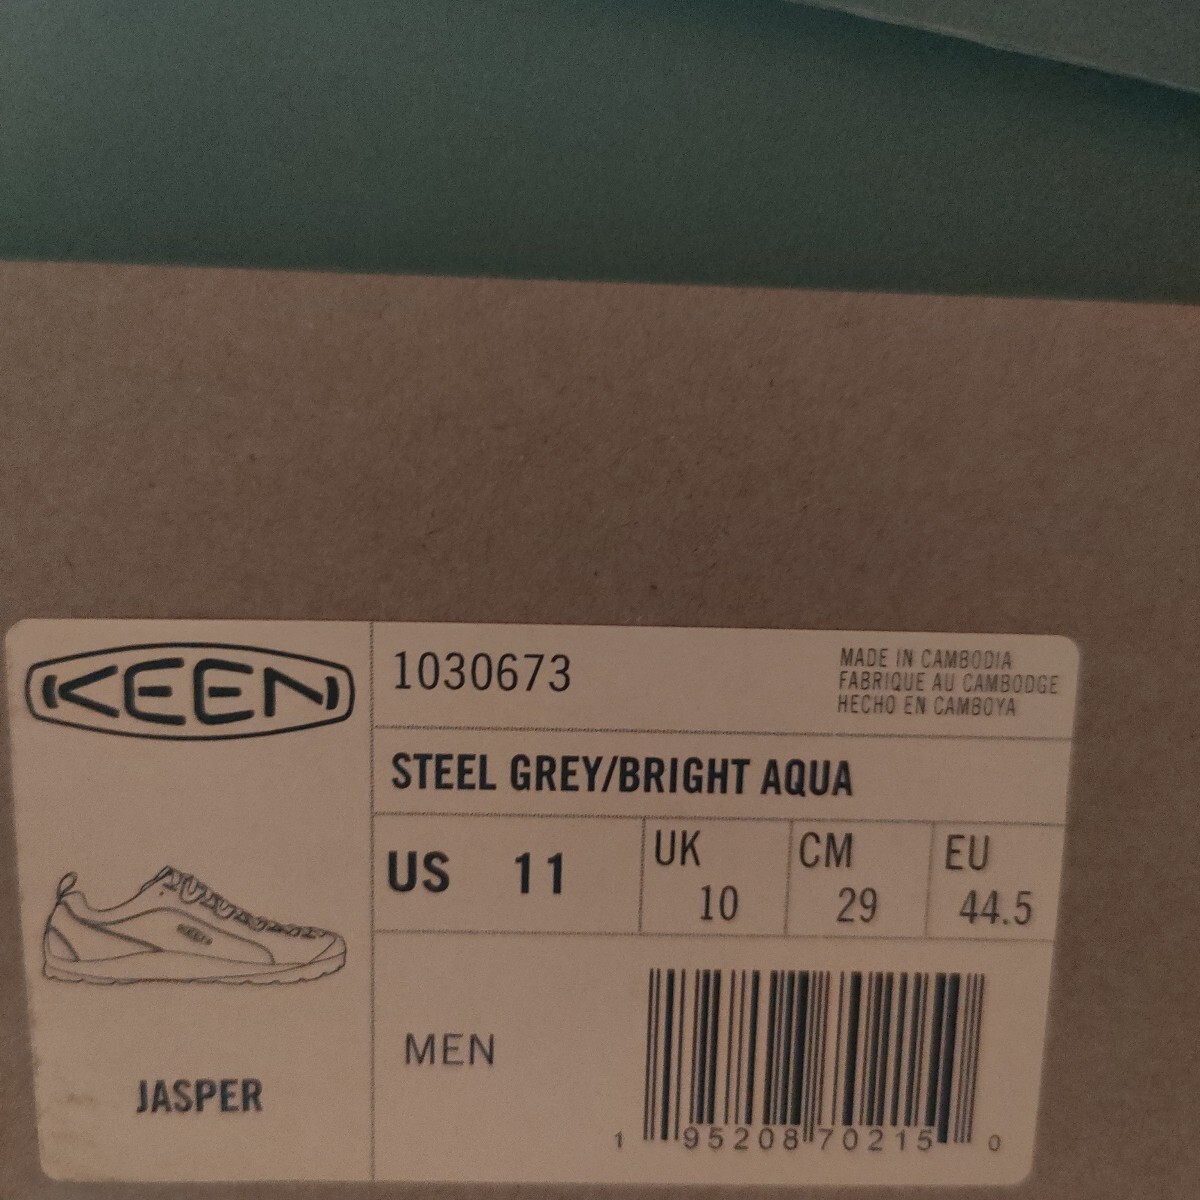 KEEN
1030673
MADE IN CAMBODIA
FABRIQUE AU CAMBODGE
HECHO EN CAMBOYA
STEEL GREY/BRIGHT AQUA
US 11
UK 10
CM 29
EU 44.5
KEEN
JASPER
MEN
1 95208 70215 0